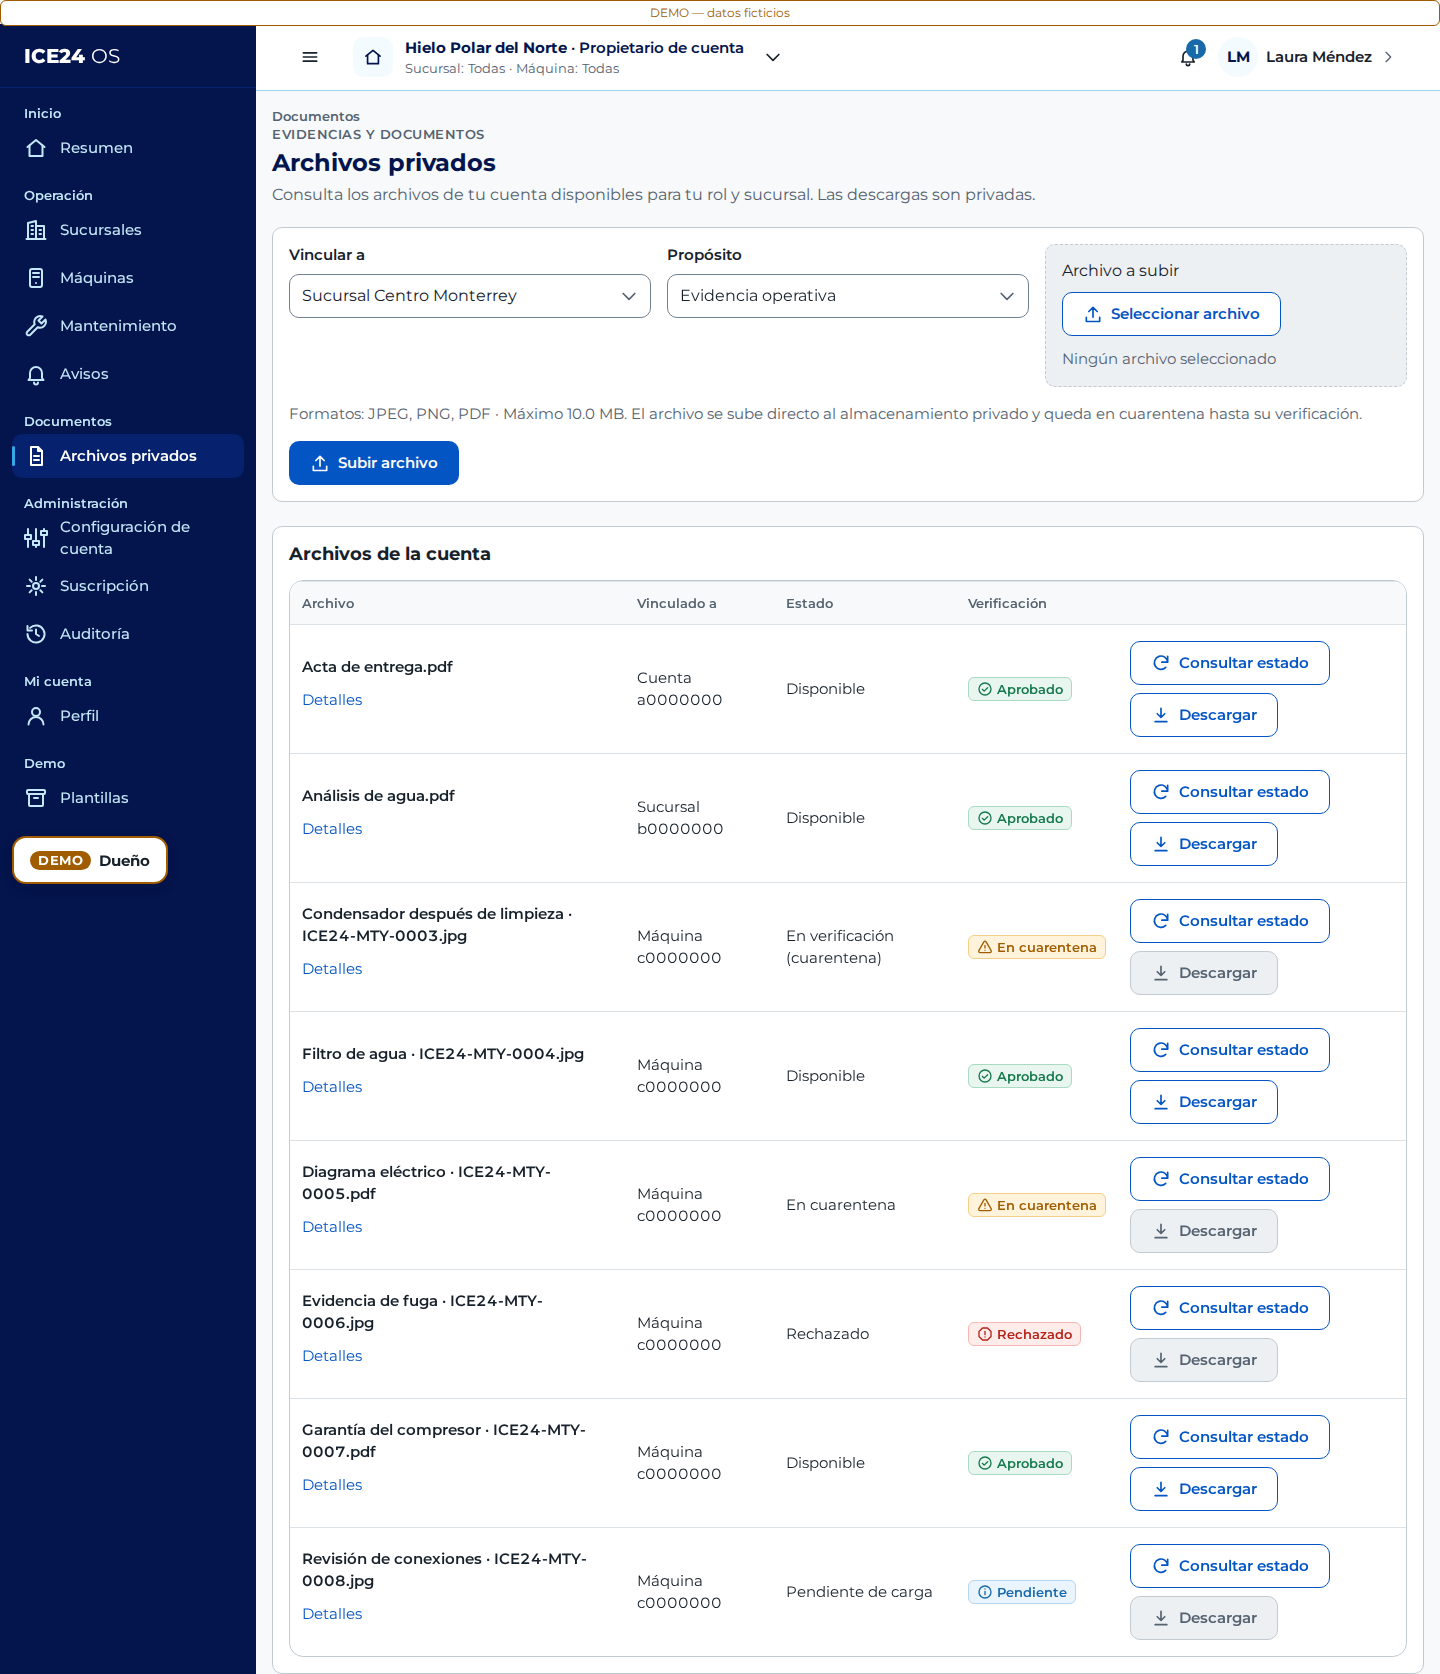 DEMO — datos ficticios
ICE24 OS
Inicio
Resumen
Operación
Sucursales
Máquinas
Mantenimiento
Avisos
Documentos
Archivos privados
Administración
Configuración de
cuenta
Suscripción
Auditoría
Mi cuenta
Perfil
Demo
Plantillas
DEMO Dueño
Hielo Polar del Norte · Propietario de cuenta
Sucursal: Todas · Máquina: Todas
1
LM Laura Méndez
Documentos
EVIDENCIAS Y DOCUMENTOS
Archivos privados
Consulta los archivos de tu cuenta disponibles para tu rol y sucursal. Las descargas son privadas.
Vincular a
Sucursal Centro Monterrey
Propósito
Evidencia operativa
Archivo a subir
Seleccionar archivo
Ningún archivo seleccionado
Formatos: JPEG, PNG, PDF · Máximo 10.0 MB. El archivo se sube directo al almacenamiento privado y queda en cuarentena hasta su verificación.
Subir archivo
Archivos de la cuenta
Archivo Vinculado a Estado Verificación
Acta de entrega.pdf
Detalles
Cuenta
a0000000
Disponible
Aprobado
Consultar estado
Descargar
Análisis de agua.pdf
Detalles
Sucursal
b0000000
Disponible
Aprobado
Consultar estado
Descargar
Condensador después de limpieza ·
ICE24-MTY-0003.jpg
Detalles
Máquina
c0000000
En verificación
(cuarentena)
En cuarentena
Consultar estado
Descargar
Filtro de agua · ICE24-MTY-0004.jpg
Detalles
Máquina
c0000000
Disponible
Aprobado
Consultar estado
Descargar
Diagrama eléctrico · ICE24-MTY-
0005.pdf
Detalles
Máquina
c0000000
En cuarentena
En cuarentena
Consultar estado
Descargar
Evidencia de fuga · ICE24-MTY-
0006.jpg
Detalles
Máquina
c0000000
Rechazado
Rechazado
Consultar estado
Descargar
Garantía del compresor · ICE24-MTY-
0007.pdf
Detalles
Máquina
c0000000
Disponible
Aprobado
Consultar estado
Descargar
Revisión de conexiones · ICE24-MTY-
0008.jpg
Detalles
Máquina
c0000000
Pendiente de carga
Pendiente
Consultar estado
Descargar